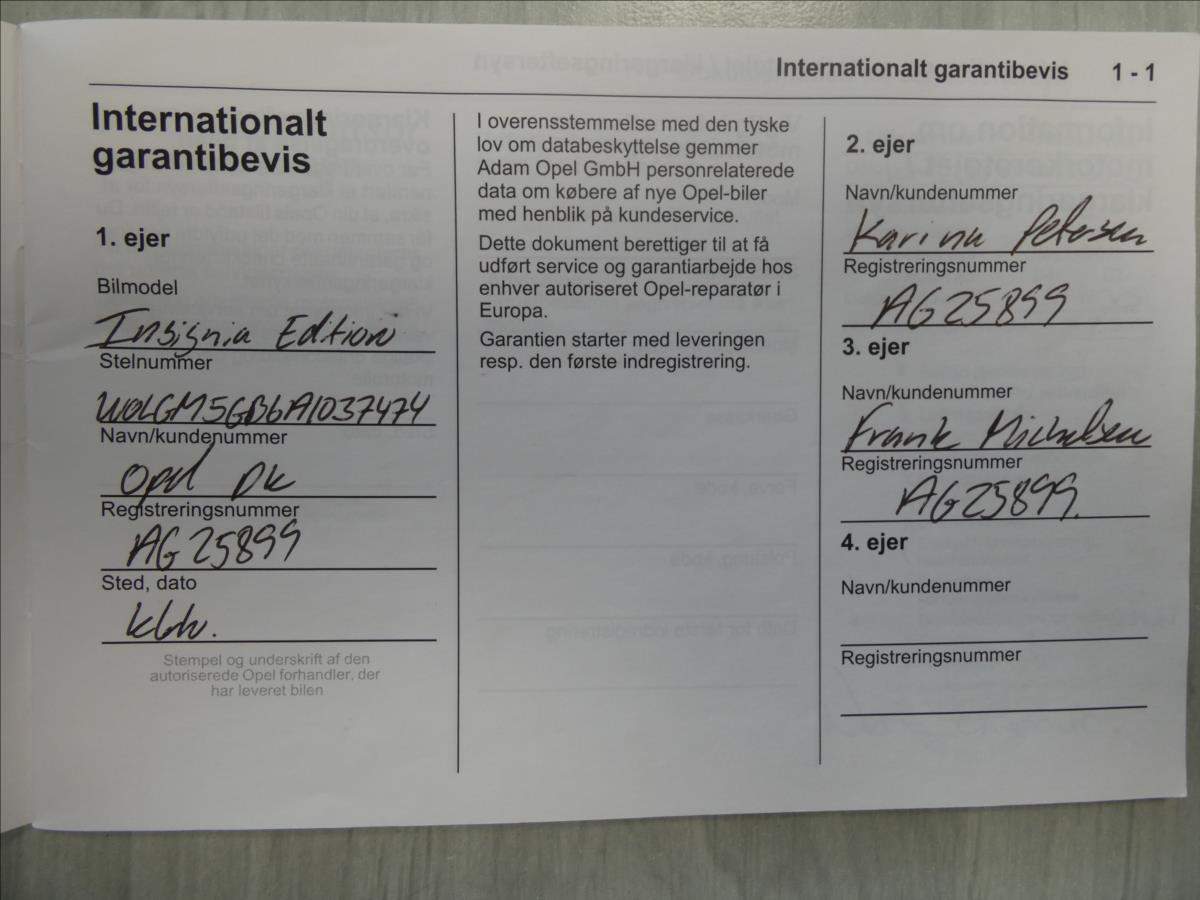 Internationalt garantibevis 1 - 1
Internationalt
garantibevis
1. ejer
Bilmodel
Insignia Edition
Stelnummer
W0LGM5GB6A1037474
Navn/kundenummer
Opel DK
Registreringsnummer
AG25899
Sted, dato
kbh.
Stempel og underskrift af den
autoriserede Opel forhandler, der
har leveret bilen
I overensstemmelse med den tyske
lov om databeskyttelse gemmer
Adam Opel GmbH personrelaterede
data om købere af nye Opel-biler
med henblik på kundeservice.
Dette dokument berettiger til at få
udført service og garantiarbejde hos
enhver autoriseret Opel-reparatør i
Europa.
Garantien starter med leveringen
resp. den første indregistrering.
2. ejer
Navn/kundenummer
Karina Petersen
Registreringsnummer
AG25899
3. ejer
Navn/kundenummer
Frank Michelsen
Registreringsnummer
AG25899.
4. ejer
Navn/kundenummer
Registreringsnummer